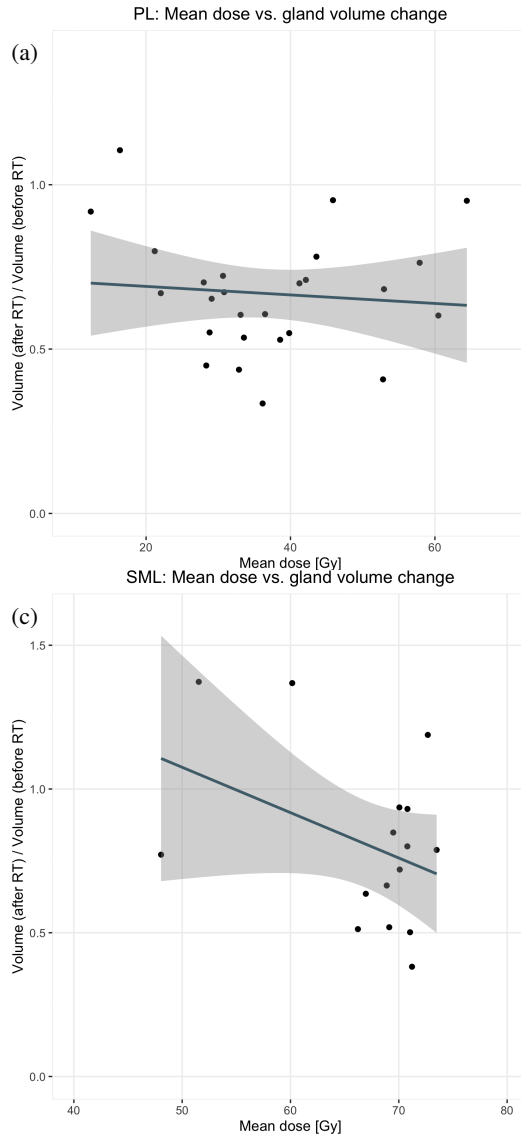 PL: Mean dose vs. gland volume change
(a)
Volume (after RT) / Volume (before RT)
1.0
0.5
0.0
20 40 60
Mean dose [Gy]
SML: Mean dose vs. gland volume change
(c)
Volume (after RT) / Volume (before RT)
1.5
1.0
0.5
0.0
40 50 60 70 80
Mean dose [Gy]